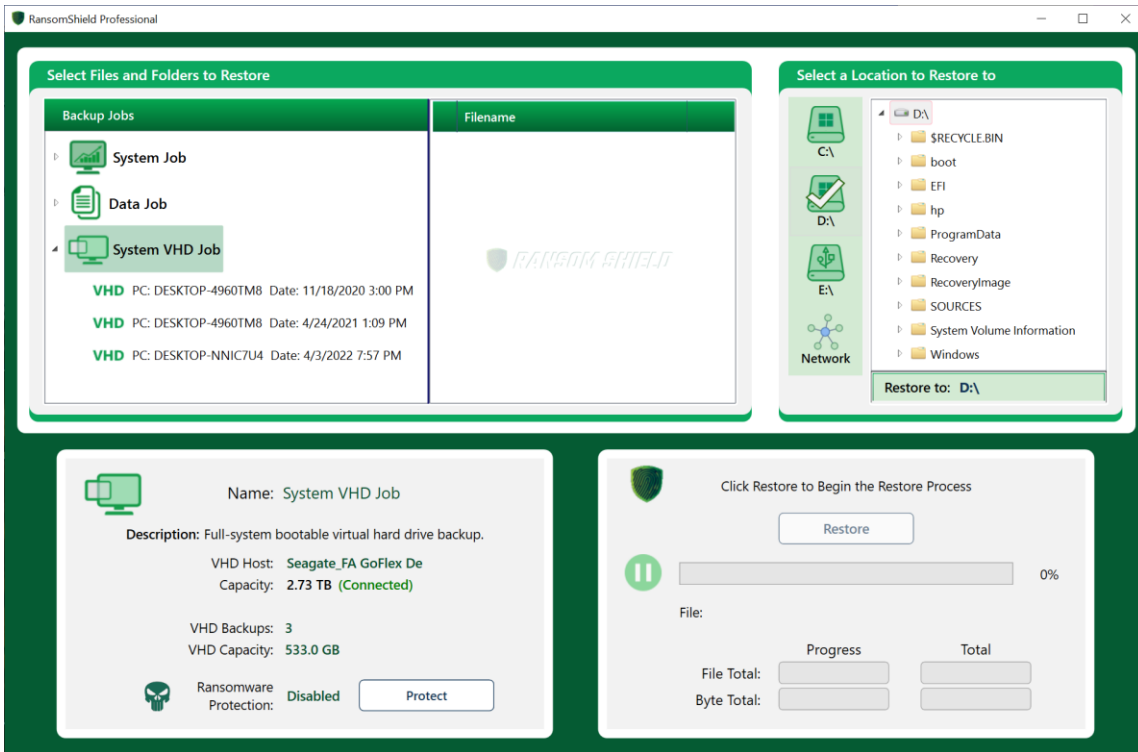 RansomShield Professional
Select Files and Folders to Restore
Backup Jobs
Filename
System Job
Data Job
System VHD Job
VHD PC: DESKTOP-4960TM8 Date: 11/18/2020 3:00 PM
VHD PC: DESKTOP-4960TM8 Date: 4/24/2021 1:09 PM
VHD PC: DESKTOP-NNIC7U4 Date: 4/3/2022 7:57 PM
RANSOM SHIELD
Select a Location to Restore to
C:\
D:\
E:\
Network
D:\
$RECYCLE.BIN
boot
EFI
hp
ProgramData
Recovery
RecoveryImage
SOURCES
System Volume Information
Windows
Restore to: D:\
Name: System VHD Job
Description: Full-system bootable virtual hard drive backup.
VHD Host: Seagate_FA GoFlex De
Capacity: 2.73 TB (Connected)
VHD Backups: 3
VHD Capacity: 533.0 GB
Ransomware
Protection:
Disabled
Protect
Click Restore to Begin the Restore Process
Restore
0%
File:
Progress Total
File Total:
Byte Total: